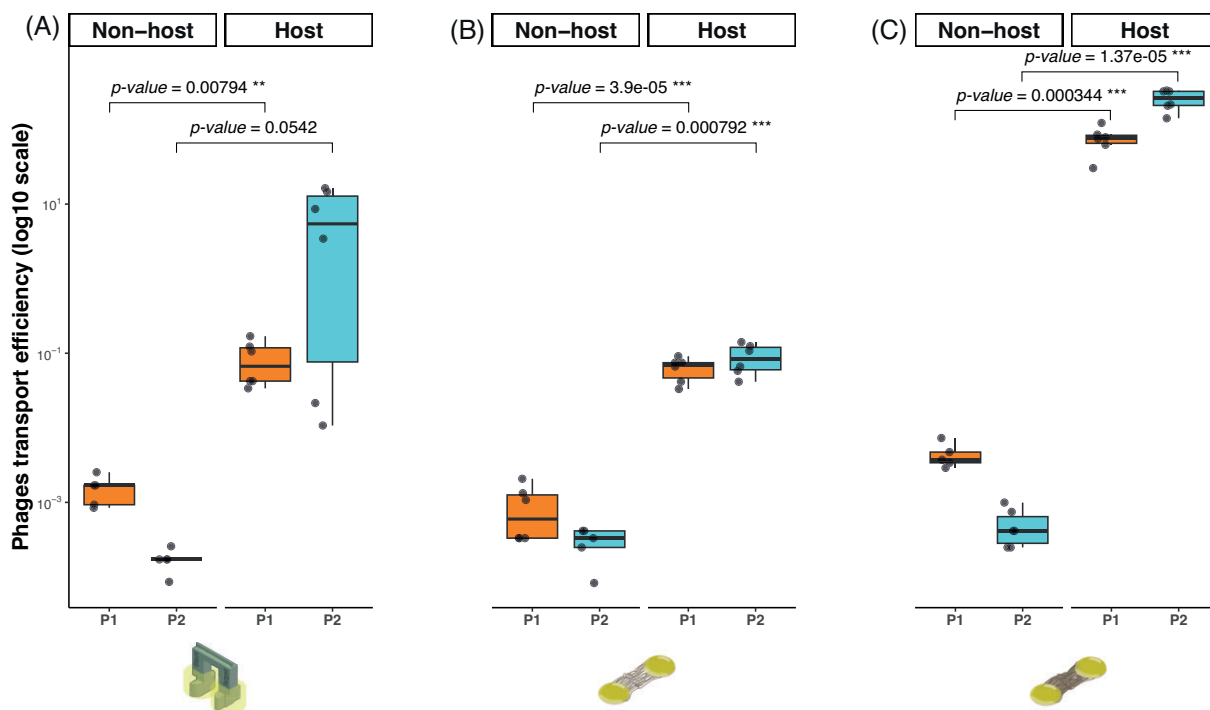 (A)
Non−host Host
p-value = 0.00794 **
p-value = 0.0542
(B)
Non−host Host
p-value = 3.9e-05 ***
p-value = 0.000792 ***
(C)
Non−host Host
p-value = 1.37e-05 ***
p-value = 0.000344 ***
Phages transport efficiency (log10 scale)
10¹
10⁻¹
10⁻³
P1 P2 P1 P2
P1 P2 P1 P2
P1 P2 P1 P2